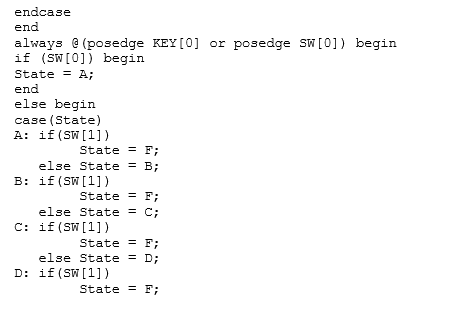 endcase
end
always @(posedge KEY[0] or posedge SW[0]) begin
if (SW[0]) begin
State = A;
end
else begin
case(State)
A: if(SW[1])
State = F;
else State = B;
B: if(SW[1])
State = F;
else State = C;
C: if(SW[1])
State = F;
else State = D;
D: if(SW[1])
State = F;